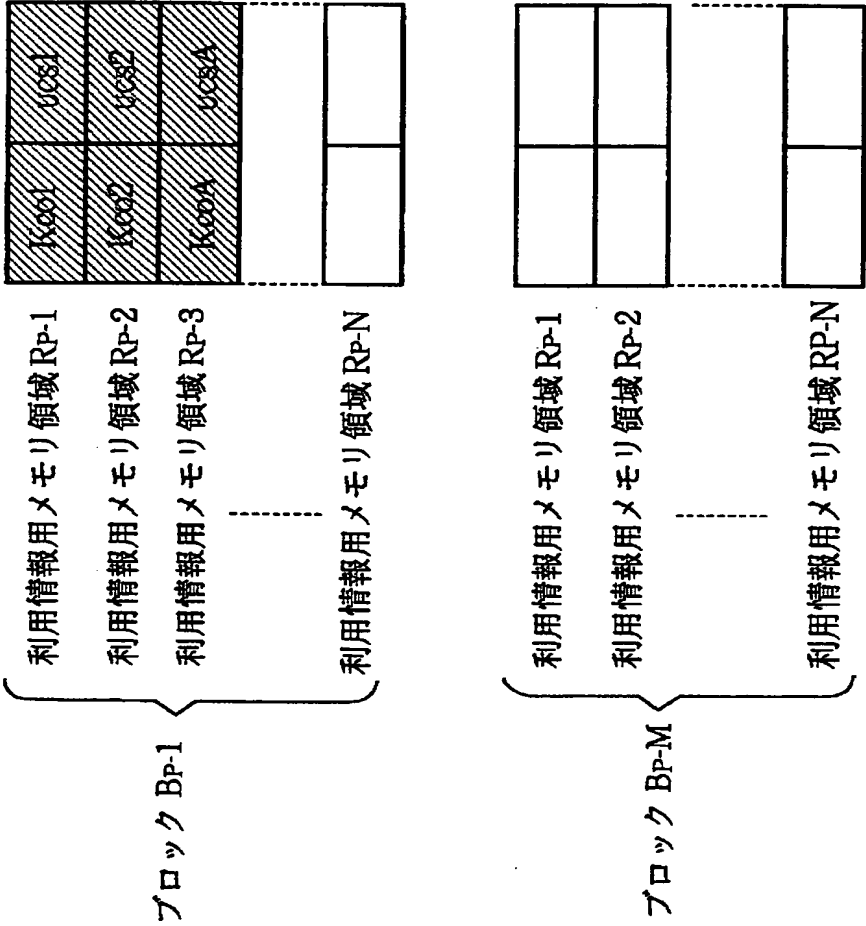 ブロック BP-1
利用情報用メモリ領域 RP-1 Kco1 ucs1
利用情報用メモリ領域 RP-2 Kco2 ucs2
利用情報用メモリ領域 RP-3 KcoA ucsA
利用情報用メモリ領域 RP-N
ブロック BP-M
利用情報用メモリ領域 RP-1
利用情報用メモリ領域 RP-2
利用情報用メモリ領域 RP-N